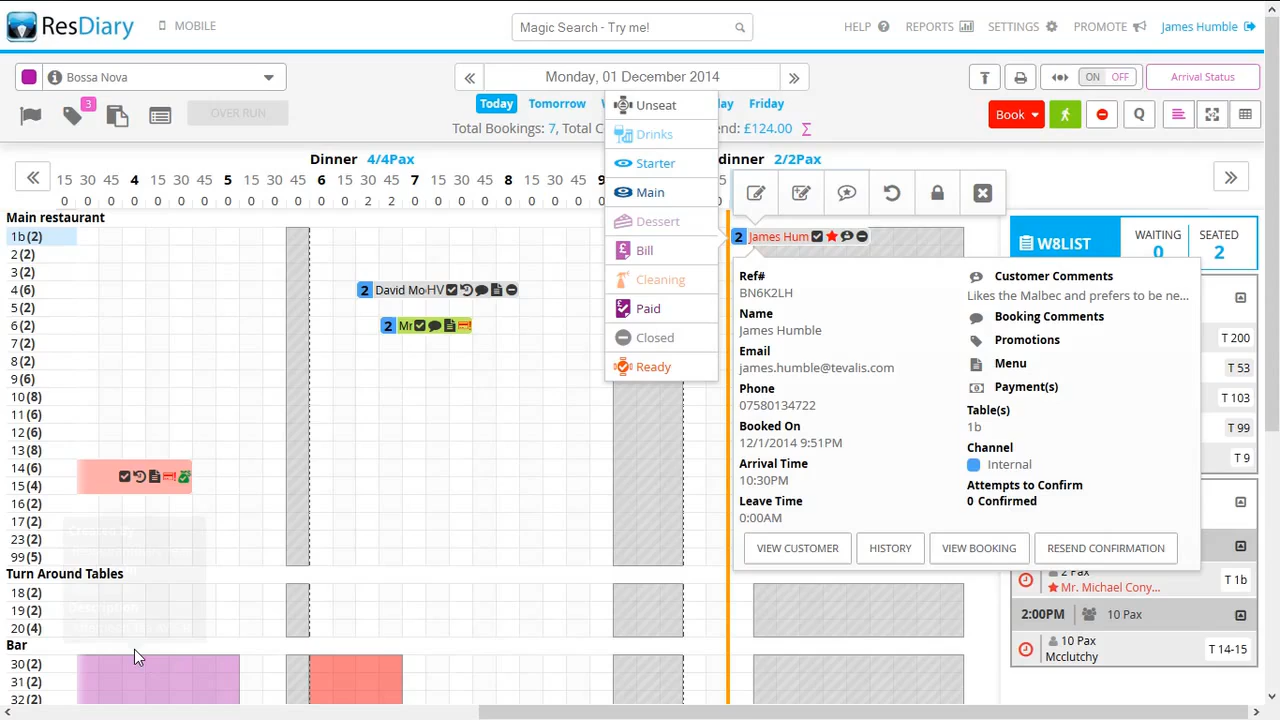 ResDiary
MOBILE
Magic Search - Try me!
HELP
REPORTS
SETTINGS
PROMOTE
James Humble
Bossa Nova
Monday, 01 December 2014
ON OFF
Arrival Status
3
OVER RUN
Today Tomorrow
Friday
Total Bookings: 7, Total C
end: £124.00
Book
Q
Unseat
Drinks
Starter
Main
Dessert
Bill
Cleaning
Paid
Closed
Ready
Dinner 4/4Pax
dinner 2/2Pax
15 30 45 4 15 30 45 5 15 30 45 6 15 30 45 7 15 30 45 8 15 30 45
0 0 0 0 0 0 0 0 0 0 0 0 0 2 2 0 0 0 0 0 0 0 0
Main restaurant
1b (2)
2 (2)
3 (2)
4 (6)
5 (2)
6 (2)
7 (2)
8 (2)
9 (6)
10 (8)
11 (6)
12 (6)
13 (8)
14 (6)
15 (4)
16 (2)
17 (2)
23 (2)
99 (5)
Turn Around Tables
18 (2)
19 (2)
20 (4)
Bar
30 (2)
31 (2)
32 (2)
2 David Mo HV
2 Mr
2 James Hum
Created By
Description
Ref#
BN6K2LH
Name
James Humble
Email
james.humble@tevalis.com
Phone
07580134722
Booked On
12/1/2014 9:51PM
Arrival Time
10:30PM
Leave Time
0:00AM
Customer Comments
Likes the Malbec and prefers to be ne...
Booking Comments
Promotions
Menu
Payment(s)
Table(s)
1b
Channel
Internal
Attempts to Confirm
0 Confirmed
VIEW CUSTOMER
HISTORY
VIEW BOOKING
RESEND CONFIRMATION
W8LIST
WAITING
0
SEATED
2
T 200
T 53
T 103
T 99
T 9
2 Pax
Mr. Michael Cony...
T 1b
2:00PM
10 Pax
10 Pax
Mcclutchy
T 14-15